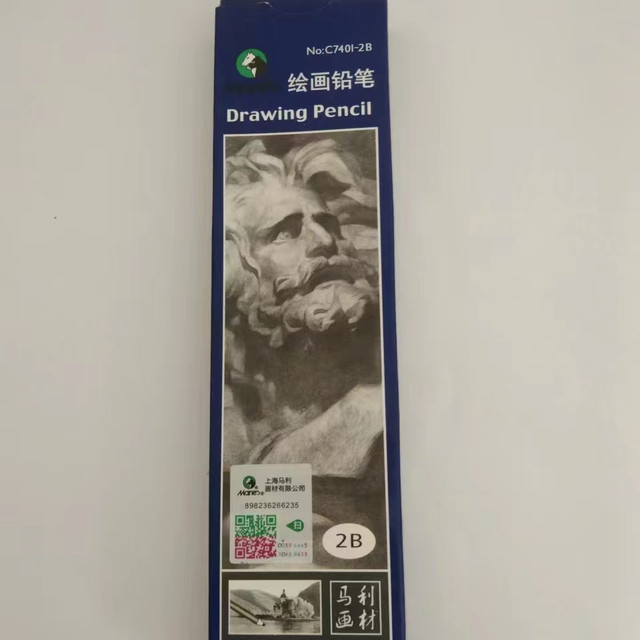 No:C7401-2B
绘画铅笔
Drawing Pencil
上海马利
画材有限公司
Marie's
898236266235
2B
马利
画材